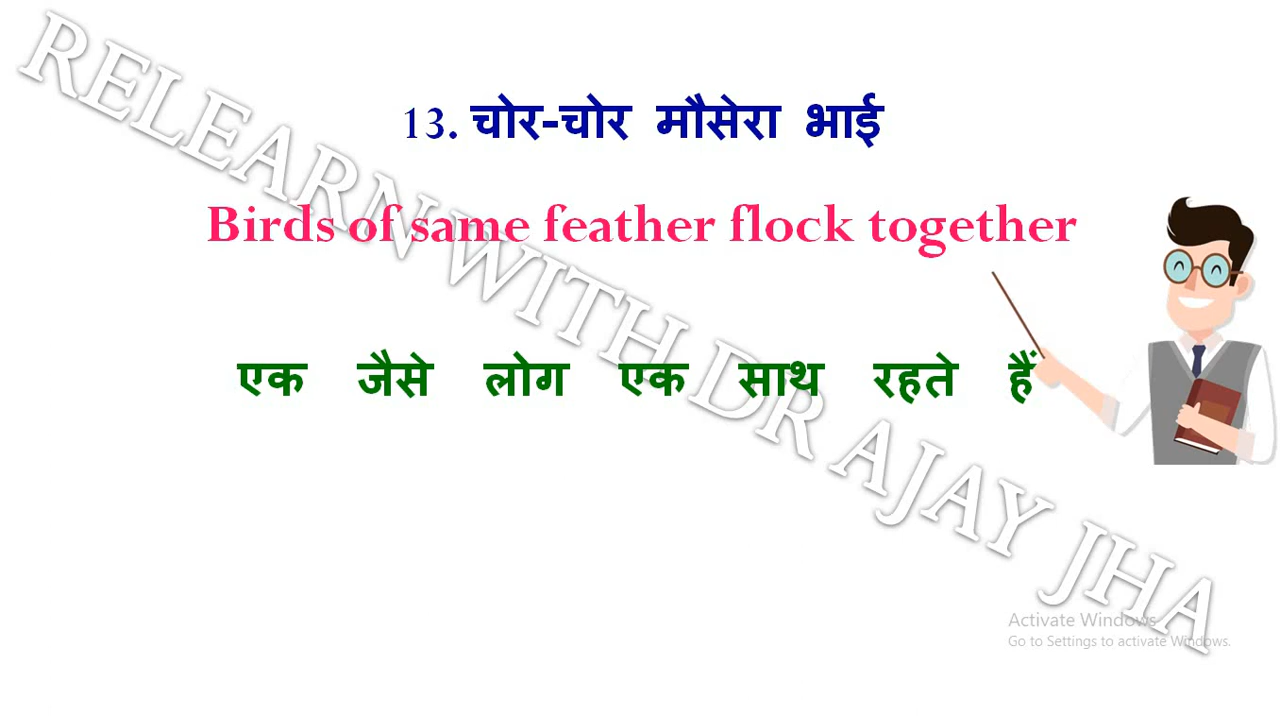 13. चोर-चोर मौसेरा भाई
Birds of same feather flock together
एक जैसे लोग एक साथ रहते हैं
RELEARN WITH DR AJAY JHA
Activate Windows
Go to Settings to activate Windows.